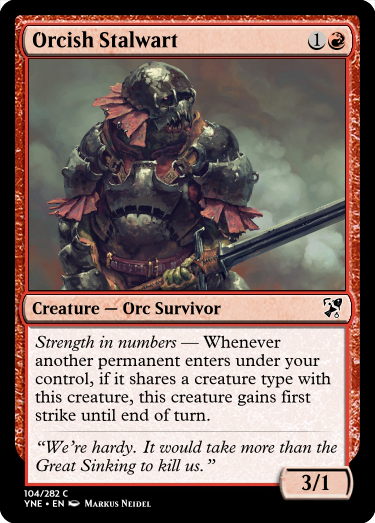 Orcish Stalwart
1
Creature — Orc Survivor
Strength in numbers — Whenever
another permanent enters under your
control, if it shares a creature type with
this creature, this creature gains first
strike until end of turn.
“We’re hardy. It would take more than the
Great Sinking to kill us.”
3/1
104/282 C
YNE • EN Markus Neidel